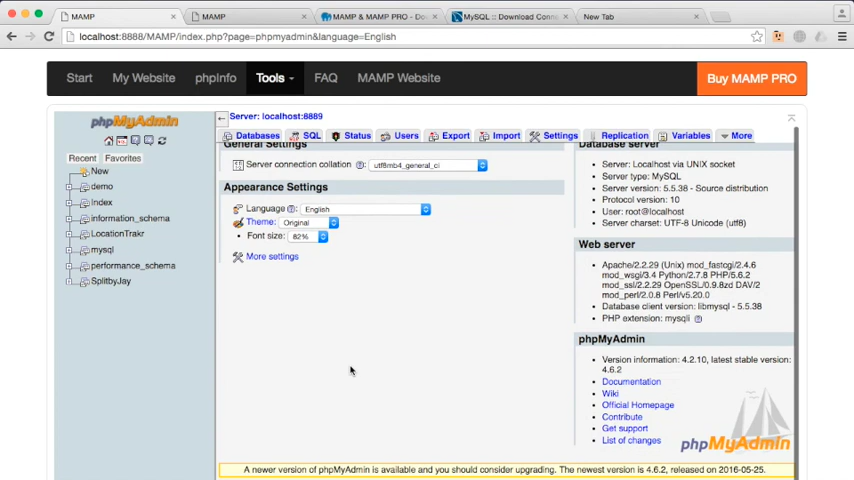 MAMP
MAMP
MAMP & MAMP PRO - Do
MySQL :: Download Conn
New Tab
localhost:8888/MAMP/index.php?page=phpmyadmin&language=English
Start
My Website
phpInfo
Tools
FAQ
MAMP Website
Buy MAMP PRO
phpMyAdmin
Recent
Favorites
New
demo
Index
information_schema
LocationTrakr
mysql
performance_schema
SplitbyJay
Server: localhost:8889
Databases
SQL
Status
Users
Export
Import
Settings
Replication
Variables
More
General Settings
Server connection collation
utf8mb4_general_ci
Appearance Settings
Language
English
Theme:
Original
Font size:
82%
More settings
Database server
Server: Localhost via UNIX socket
Server type: MySQL
Server version: 5.5.38 - Source distribution
Protocol version: 10
User: root@localhost
Server charset: UTF-8 Unicode (utf8)
Web server
Apache/2.2.29 (Unix) mod_fastcgi/2.4.6
mod_wsgi/3.4 Python/2.7.8 PHP/5.6.2
mod_ssl/2.2.29 OpenSSL/0.9.8zd DAV/2
mod_perl/2.0.8 Perl/v5.20.0
Database client version: libmysql - 5.5.38
PHP extension: mysqli
phpMyAdmin
Version information: 4.2.10, latest stable version:
4.6.2
Documentation
Wiki
Official Homepage
Contribute
Get support
List of changes
phpMyAdmin
A newer version of phpMyAdmin is available and you should consider upgrading. The newest version is 4.6.2, released on 2016-05-25.